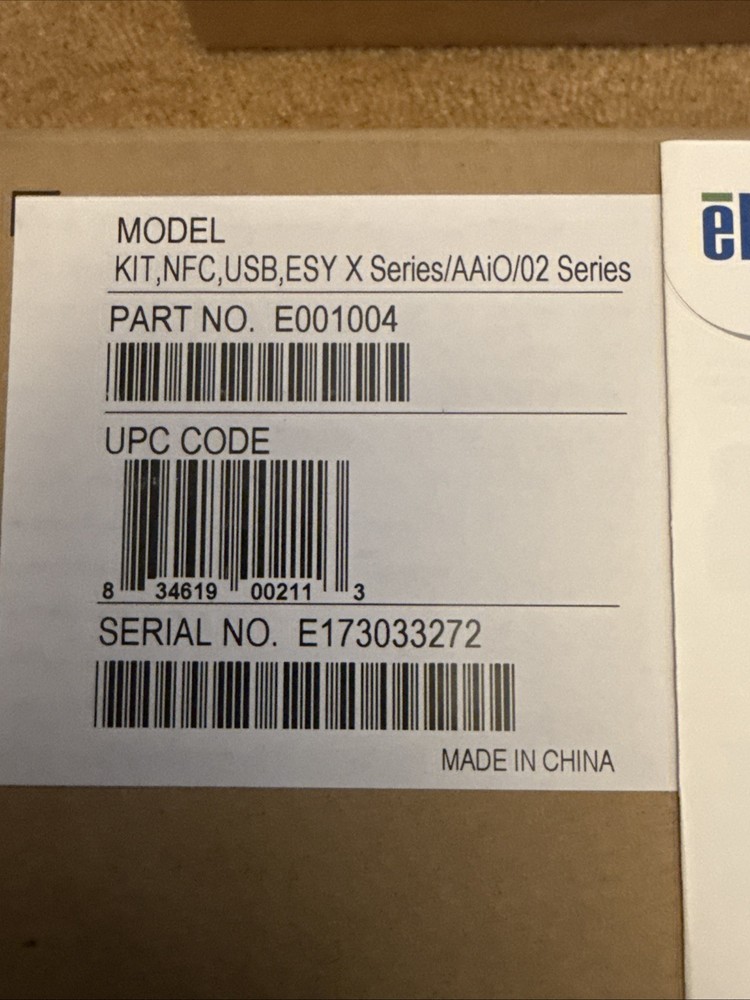 MODEL
KIT,NFC,USB,ESY X Series/AAiO/02 Series
PART NO. E001004
UPC CODE
8 34619 00211 3
SERIAL NO. E173033272
MADE IN CHINA